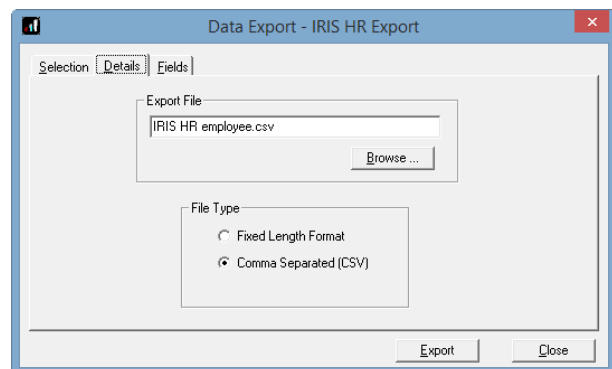 Data Export - IRIS HR Export
Selection Details Fields
Export File
IRIS HR employee.csv
Browse ...
File Type
Fixed Length Format
Comma Separated (CSV)
Export Close